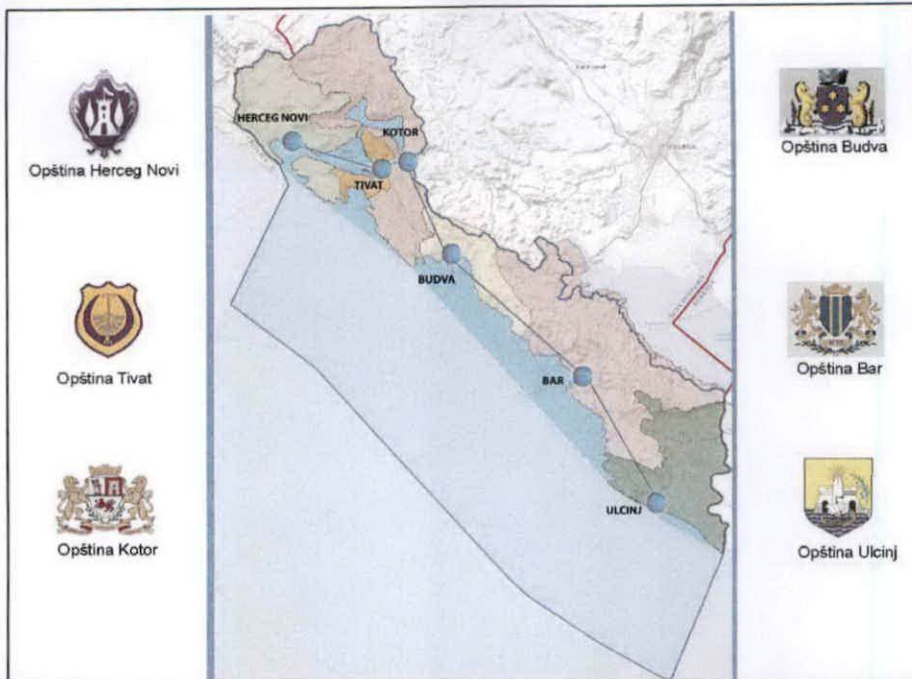 Opština Herceg Novi
Opština Tivat
Opština Kotor
HERCEG NOVI
KOTOR
TIVAT
BUDVA
BAR
ULCINJ
Opština Budva
Opština Bar
Opština Ulcinj